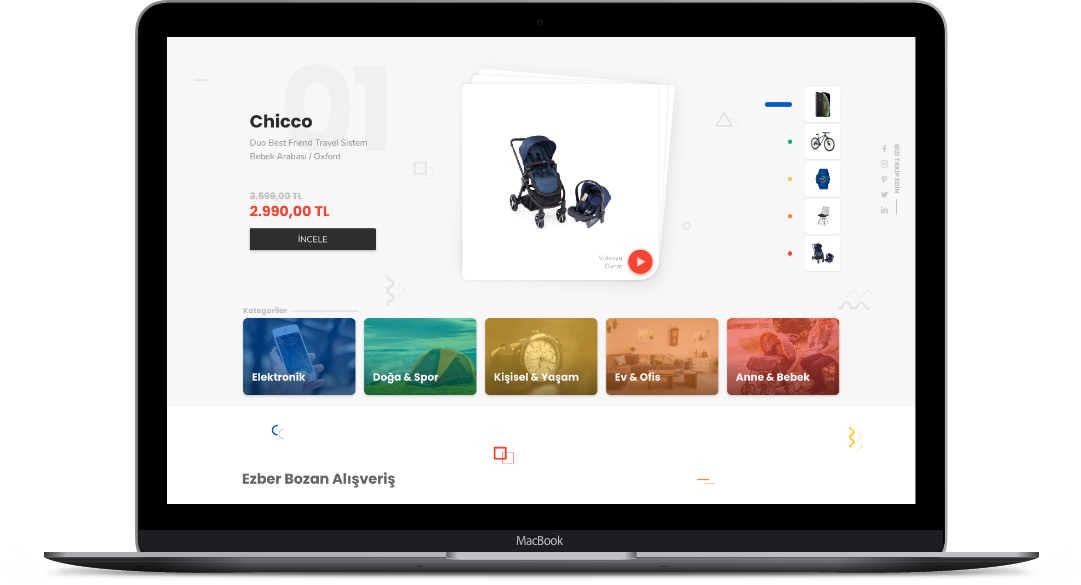 01
Chicco
Duo Best Friend Travel Sistem
Bebek Arabası / Oxford
3.599,00 TL
2.990,00 TL
İNCELE
Videoyu
Oynat
BİZİ TAKİP EDİN
Kategoriler
Elektronik
Doğa & Spor
Kişisel & Yaşam
Ev & Ofis
Anne & Bebek
Ezber Bozan Alışveriş
MacBook